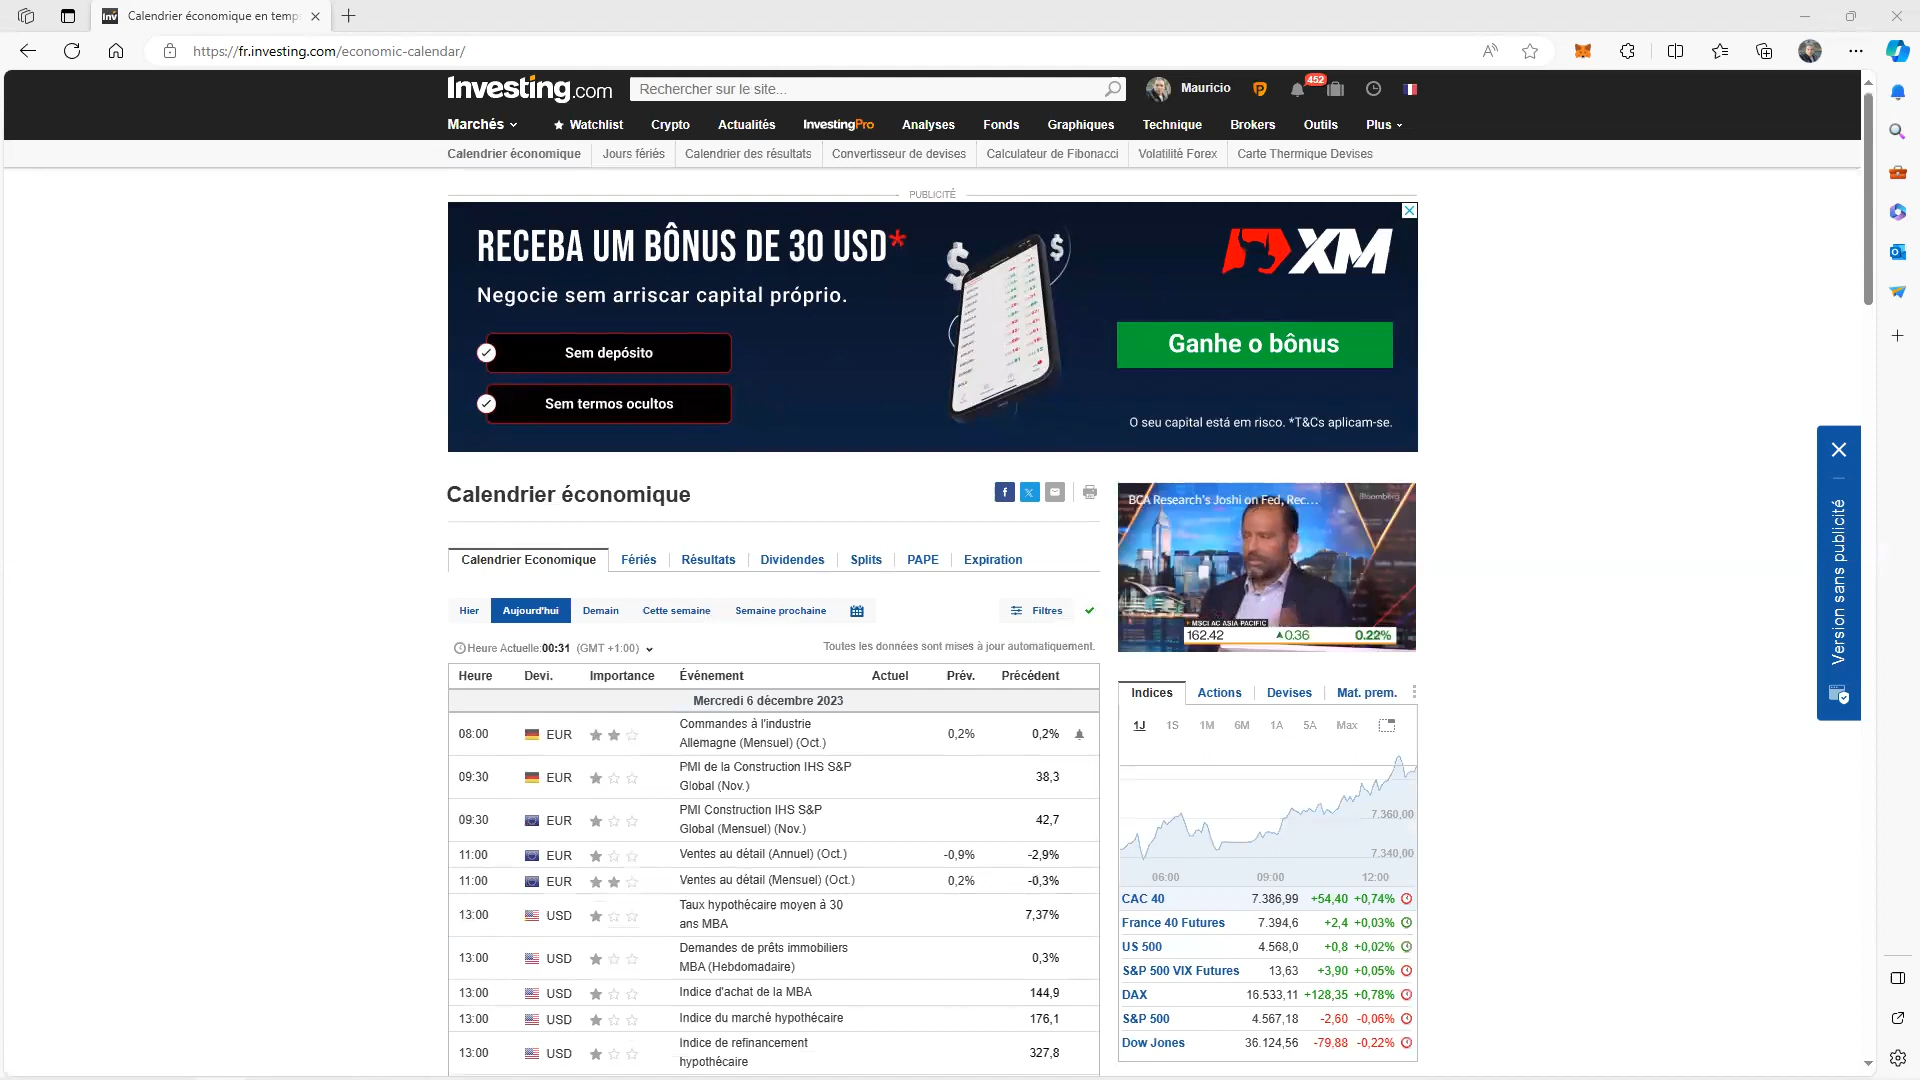 Calendrier économique en temps
https://fr.investing.com/economic-calendar/
Investing.com
Rechercher sur le site...
Mauricio
452
Marchés
Watchlist
Crypto
Actualités
InvestingPro
Analyses
Fonds
Graphiques
Technique
Brokers
Outils
Plus
Calendrier économique
Jours fériés
Calendrier des résultats
Convertisseur de devises
Calculateur de Fibonacci
Volatilité Forex
Carte Thermique Devises
PUBLICITÉ
RECEBA UM BÔNUS DE 30 USD*
Negocie sem arriscar capital próprio.
Sem depósito
Sem termos ocultos
XM
Ganhe o bônus
O seu capital está em risco. *T&Cs aplicam-se.
Version sans publicité
Calendrier économique
Calendrier Economique
Fériés
Résultats
Dividendes
Splits
PAPE
Expiration
Hier
Aujourd'hui
Demain
Cette semaine
Semaine prochaine
Filtres
Heure Actuelle:00:31 (GMT +1:00)
Toutes les données sont mises à jour automatiquement.
Heure Devi. Importance Événement Actuel Prév. Précédent
Mercredi 6 décembre 2023
08:00 EUR Commandes à l'industrie
Allemagne (Mensuel) (Oct.) 0,2% 0,2%
09:30 EUR PMI de la Construction IHS S&P
Global (Nov.) 38,3
09:30 EUR PMI Construction IHS S&P
Global (Mensuel) (Nov.) 42,7
11:00 EUR Ventes au détail (Annuel) (Oct.) -0,9% -2,9%
11:00 EUR Ventes au détail (Mensuel) (Oct.) 0,2% -0,3%
13:00 USD Taux hypothécaire moyen à 30
ans MBA 7,37%
13:00 USD Demandes de prêts immobiliers
MBA (Hebdomadaire) 0,3%
13:00 USD Indice d'achat de la MBA 144,9
13:00 USD Indice du marché hypothécaire 176,1
13:00 USD Indice de refinancement
hypothécaire 327,8
BCA Research's Joshi on Fed, Rec...
Bloomberg
MSCI AC ASIA PACIFIC
162.42 ▲0.36 0.22%
Indices
Actions
Devises
Mat. prem.
1J 1S 1M 6M 1A 5A Max
7.360,00
7.340,00
06:00 09:00 12:00
CAC 40 7.386,99 +54,40 +0,74%
France 40 Futures 7.394,6 +2,4 +0,03%
US 500 4.568,0 +0,8 +0,02%
S&P 500 VIX Futures 13,63 +3,90 +0,05%
DAX 16.533,11 +128,35 +0,78%
S&P 500 4.567,18 -2,60 -0,06%
Dow Jones 36.124,56 -79,88 -0,22%